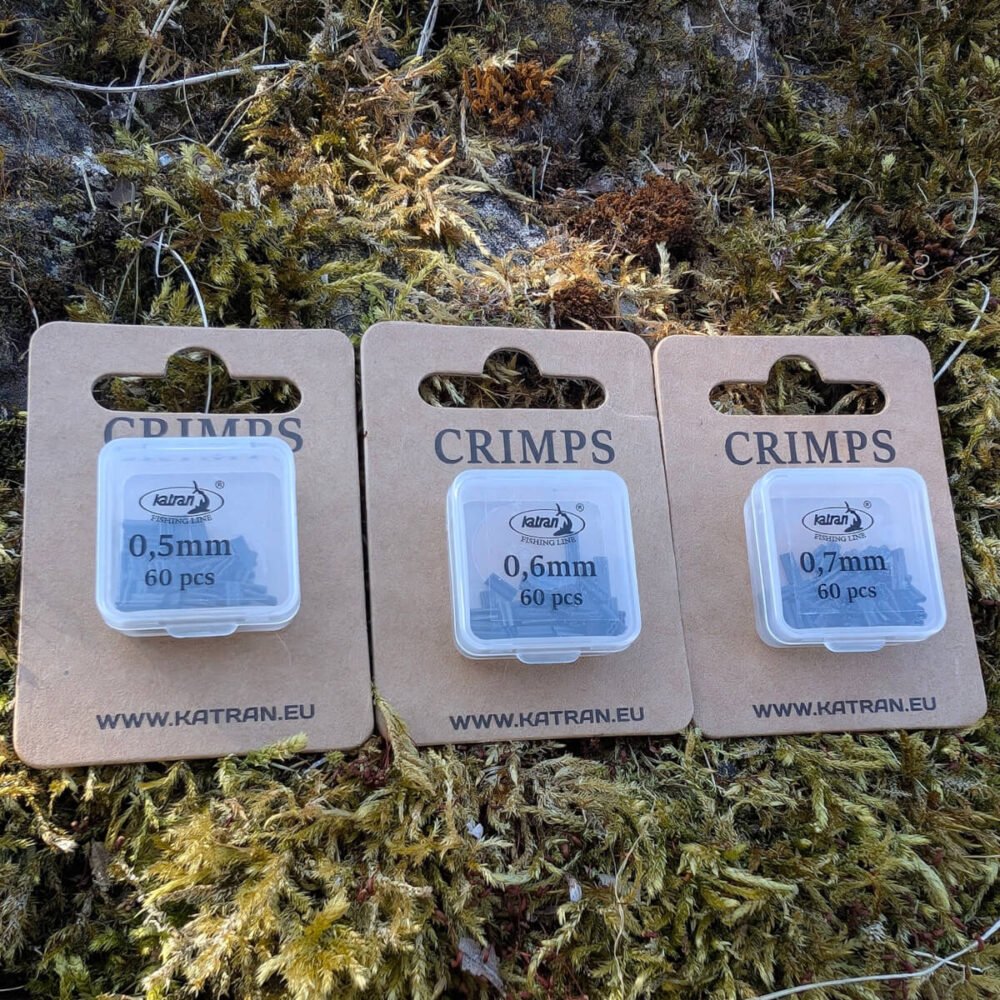 CRIMPS
Katran ®
FISHING LINE
0,5mm
60 pcs
WWW.KATRAN.EU
CRIMPS
Katran ®
FISHING LINE
0,6mm
60 pcs
WWW.KATRAN.EU
CRIMPS
Katran ®
FISHING LINE
0,7mm
60 pcs
WWW.KATRAN.EU